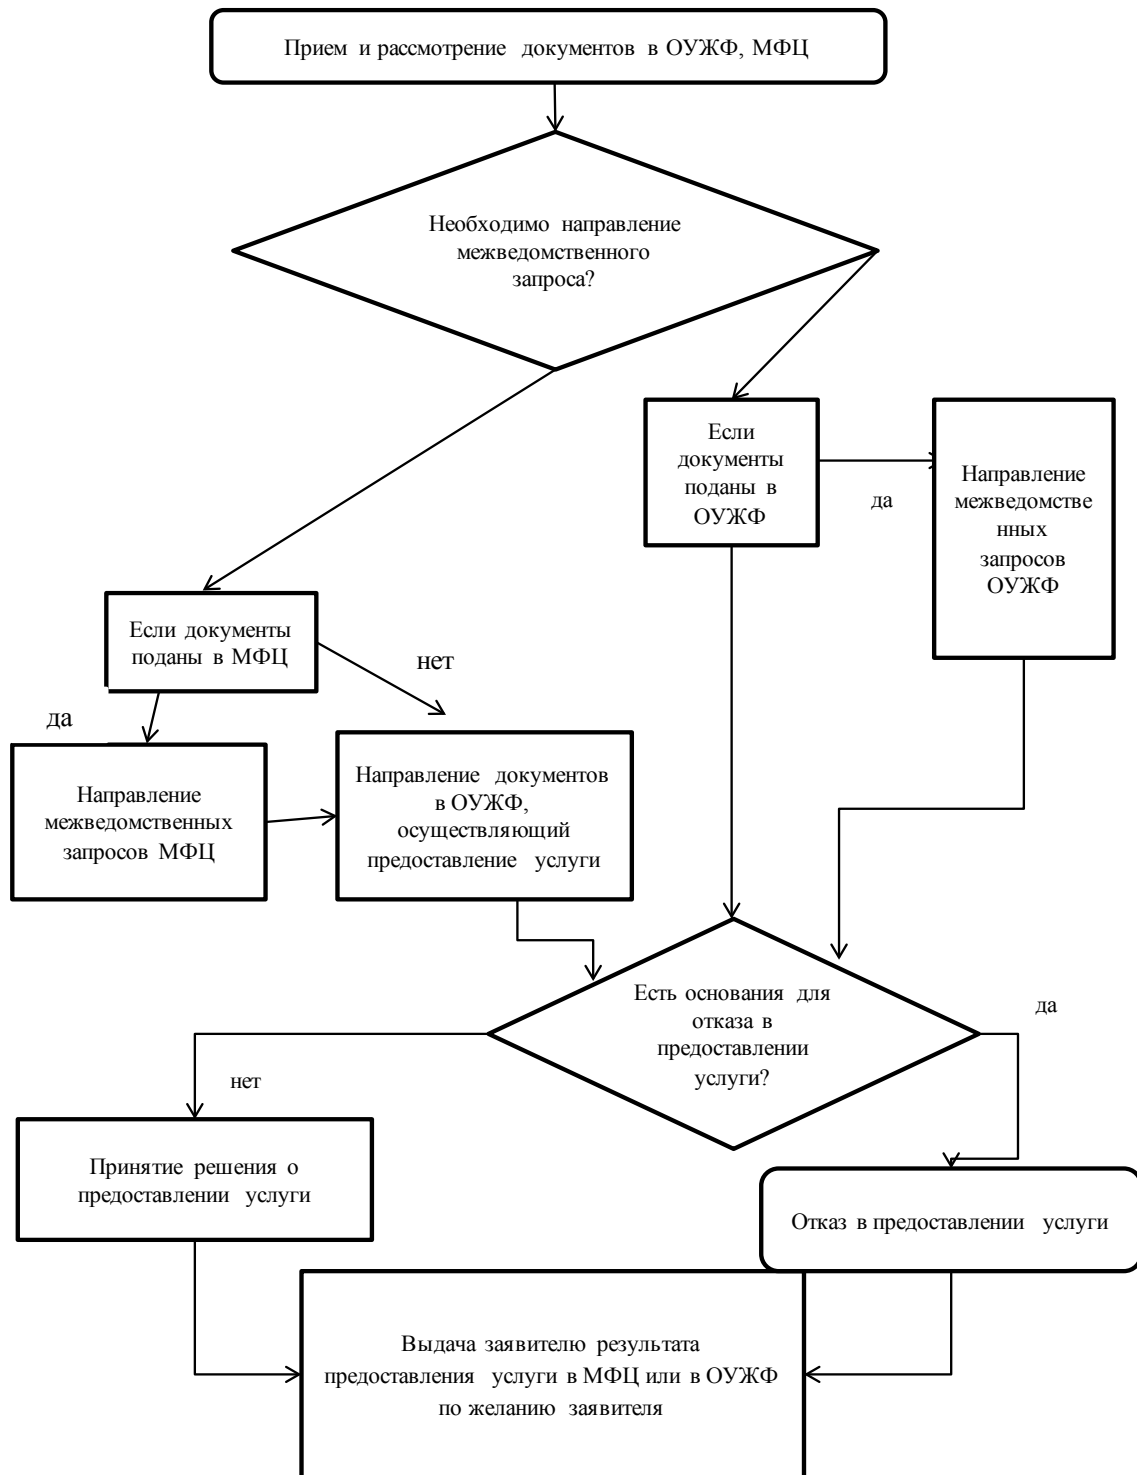 Прием и рассмотрение документов в ОУЖФ, МФЦ
Необходимо направление
межведомственного
запроса?
Если
документы
поданы в
ОУЖФ
да
Направление
межведомстве
нных
запросов
ОУЖФ
Если документы
поданы в МФЦ
нет
да
Направление
межведомственных
запросов МФЦ
Направление документов
в ОУЖФ,
осуществляющий
предоставление услуги
Есть основания для
отказа в
предоставлении
услуги?
да
нет
Принятие решения о
предоставлении услуги
Отказ в предоставлении услуги
Выдача заявителю результата
предоставления услуги в МФЦ или в ОУЖФ
по желанию заявителя